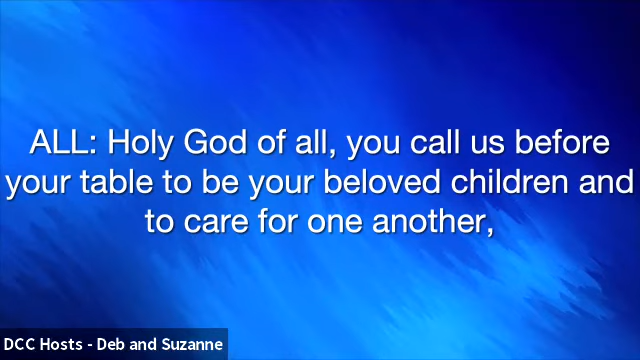 ALL: Holy God of all, you call us before
your table to be your beloved children and
to care for one another,
DCC Hosts - Deb and Suzanne